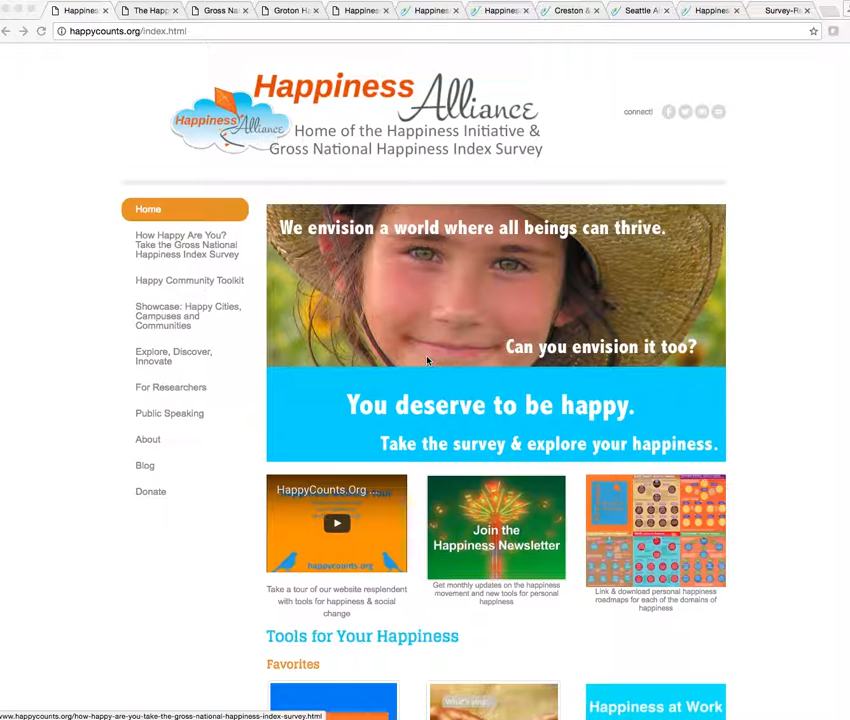 Happines
The Hap
Gross Na
Groton H
Happines
Happines
Happines
Creston &
Seattle A
Happines
Survey-R
happycounts.org/index.html
Happiness Alliance
Happiness Alliance
Home of the Happiness Initiative &
Gross National Happiness Index Survey
connect!
Home
How Happy Are You?
Take the Gross National
Happiness Index Survey
Happy Community Toolkit
Showcase: Happy Cities,
Campuses and
Communities
Explore, Discover,
Innovate
For Researchers
Public Speaking
About
Blog
Donate
We envision a world where all beings can thrive.
Can you envision it too?
You deserve to be happy.
Take the survey & explore your happiness.
HappyCounts.Org ...
happycounts.org
Take a tour of our website resplendent
with tools for happiness & social
change
Join the
Happiness Newsletter
Get monthly updates on the happiness
movement and new tools for personal
happiness
Link & download personal happiness
roadmaps for each of the domains of
happiness
Tools for Your Happiness
Favorites
What's
Happiness at Work
www.happycounts.org/how-happy-are-you-take-the-gross-national-happiness-index-survey.html